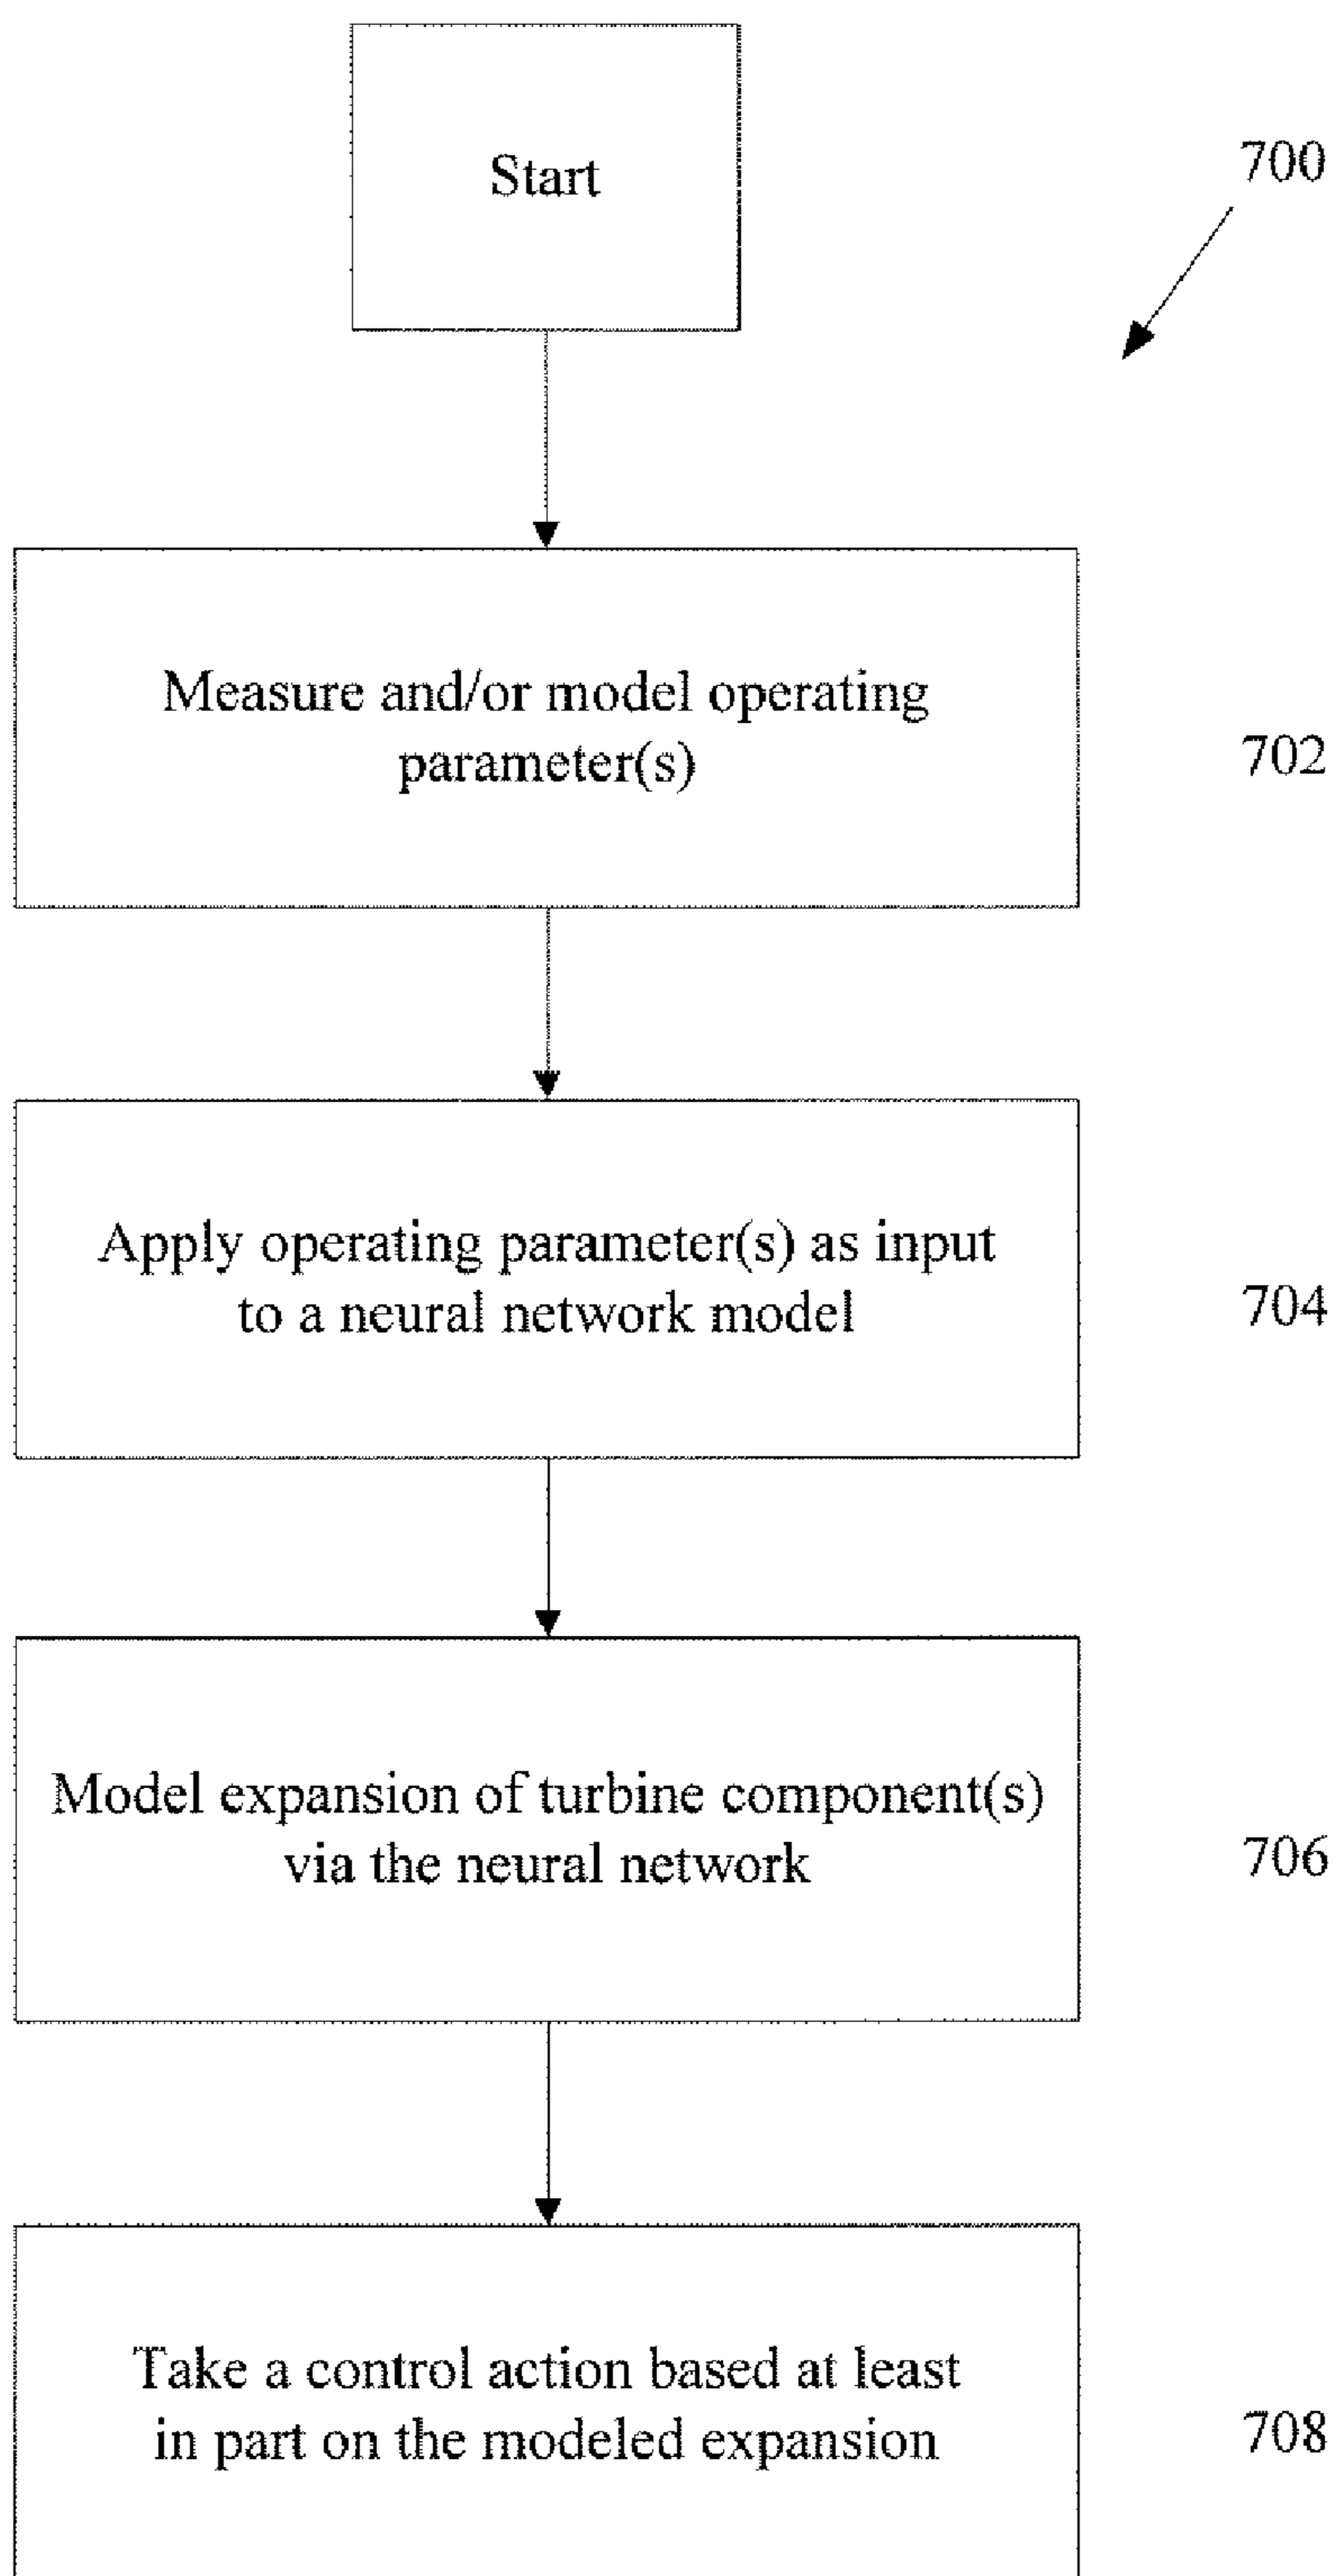 Start
700
Measure and/or model operating
parameter(s)
702
Apply operating parameter(s) as input
to a neural network model
704
Model expansion of turbine component(s)
via the neural network
706
Take a control action based at least
in part on the modeled expansion
708